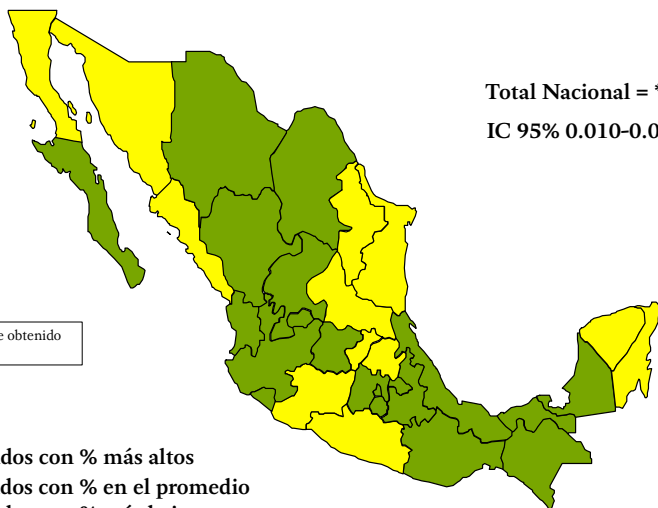 Total Nacional = *
IC 95% 0.010-0.0
e obtenido
dos con % más altos
dos con % en el promedio